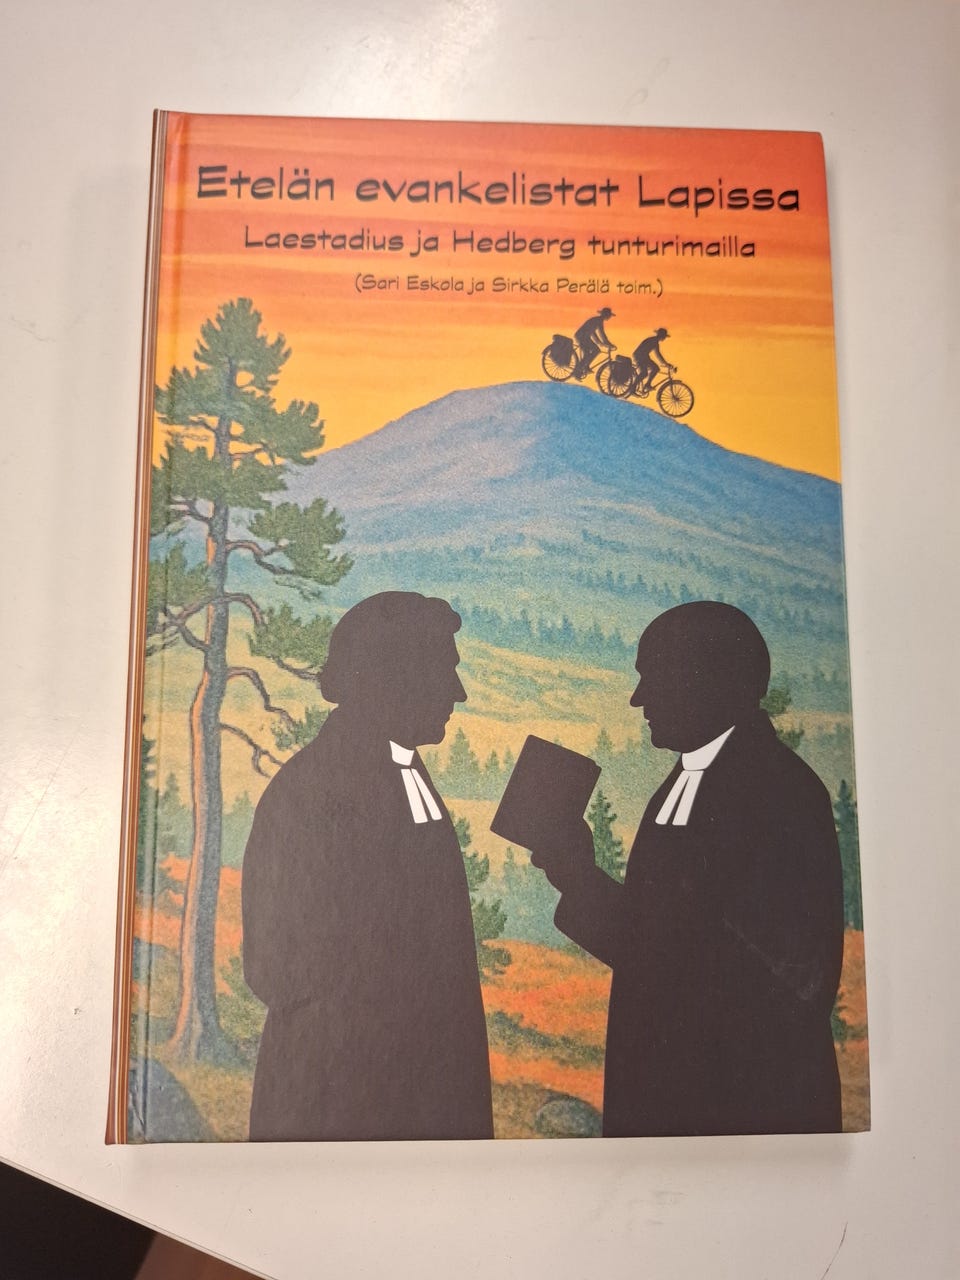 Etelän evankelistat Lapissa
Laestadius ja Hedberg tunturimailla
(Sari Eskola ja Sirkka Perälä toim.)